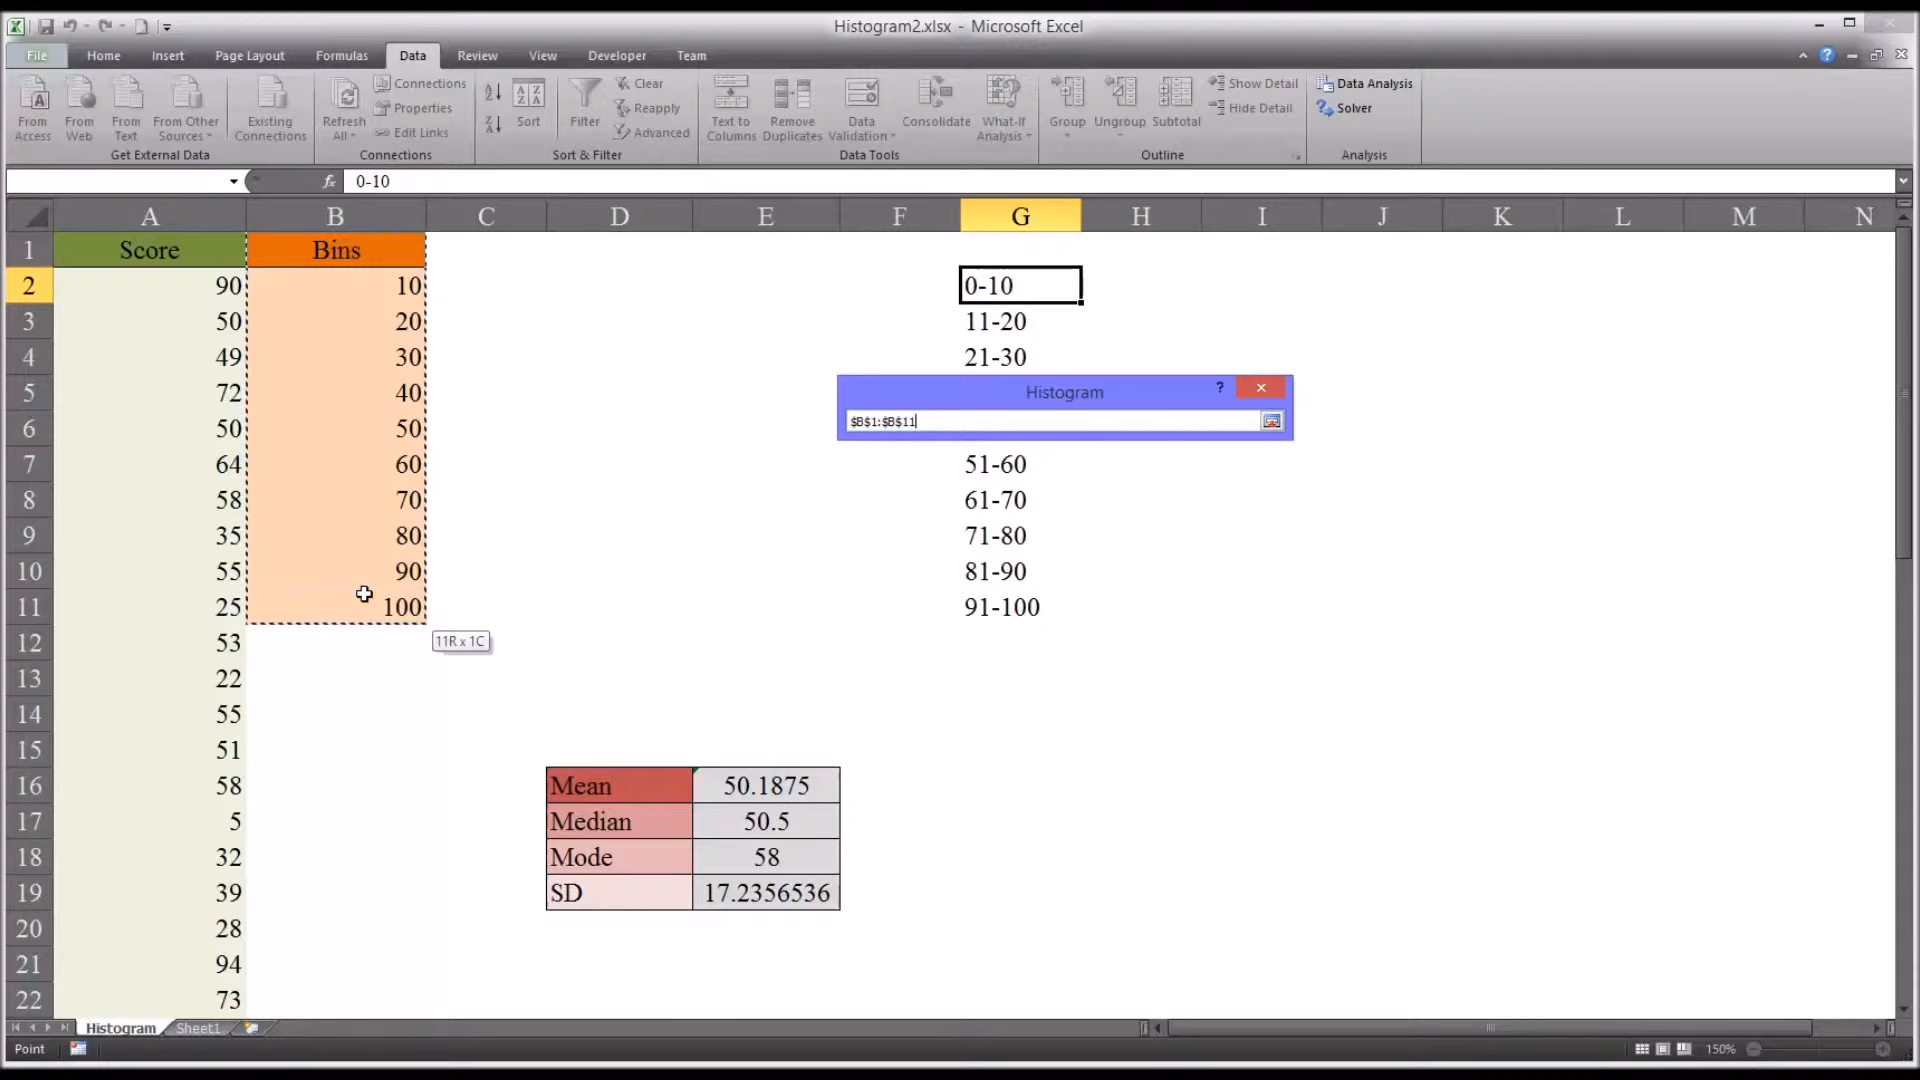 Histogram2.xlsx - Microsoft Excel
File Home Insert Page Layout Formulas Data Review View Developer Team
From Access
From Web
From Text
From Other Sources
Existing Connections
Get External Data
Refresh All
Connections
Properties
Edit Links
Connections
Sort
Filter
Clear
Reapply
Advanced
Sort & Filter
Text to Columns
Remove Duplicates
Data Validation
Consolidate
What-If Analysis
Data Tools
Group
Ungroup
Subtotal
Show Detail
Hide Detail
Outline
Data Analysis
Solver
Analysis
fx 0-10
A B C D E F G H I J K L M N
1 Score Bins
2 90 10 0-10
3 50 20 11-20
4 49 30 21-30
5 72 40
Histogram ?
6 50 50
$B$1:$B$11
7 64 60 51-60
8 58 70 61-70
9 35 80 71-80
10 55 90 81-90
11 25 100 91-100
12 53
11R x 1C
13 22
14 55
15 51
16 58 Mean 50.1875
17 5 Median 50.5
18 32 Mode 58
19 39 SD 17.2356536
20 28
21 94
22 73
Histogram Sheet1
Point 150%